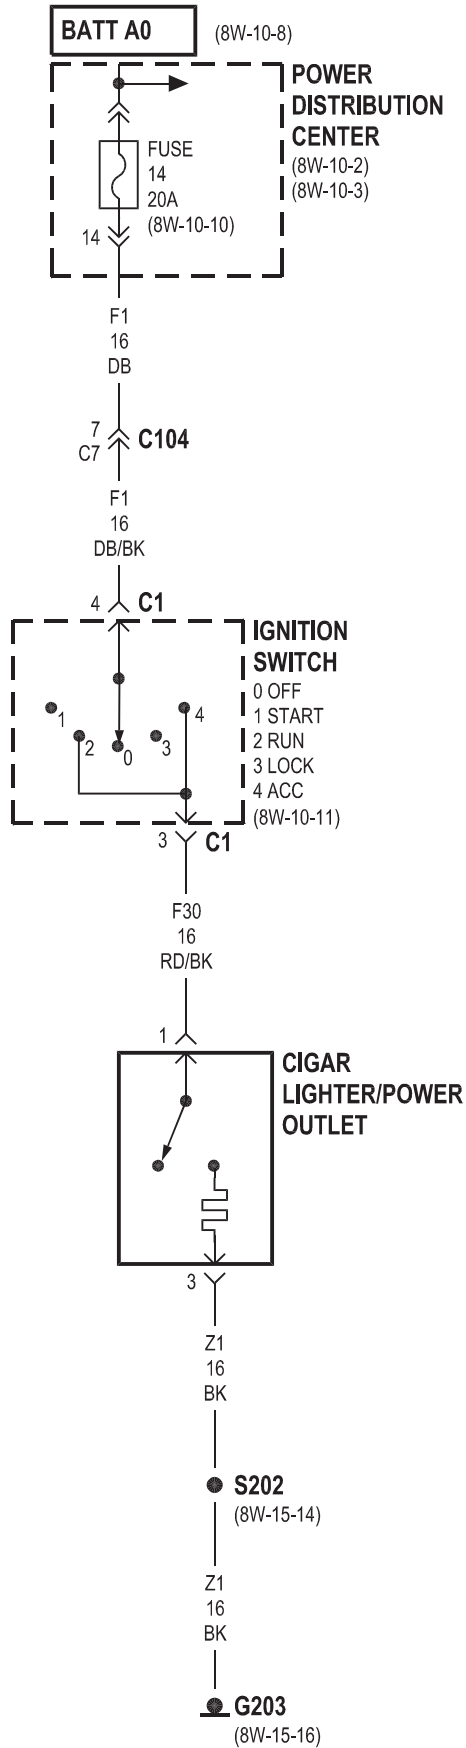 BATT A0
(8W-10-8)
POWER
DISTRIBUTION
CENTER
(8W-10-2)
(8W-10-3)
FUSE
14
20A
(8W-10-10)
14
F1
16
DB
7
C7
C104
F1
16
DB/BK
4
C1
IGNITION
SWITCH
0 OFF
1 START
2 RUN
3 LOCK
4 ACC
(8W-10-11)
1
2
0
3
4
3
C1
F30
16
RD/BK
1
CIGAR
LIGHTER/POWER
OUTLET
3
Z1
16
BK
S202
(8W-15-14)
Z1
16
BK
G203
(8W-15-16)